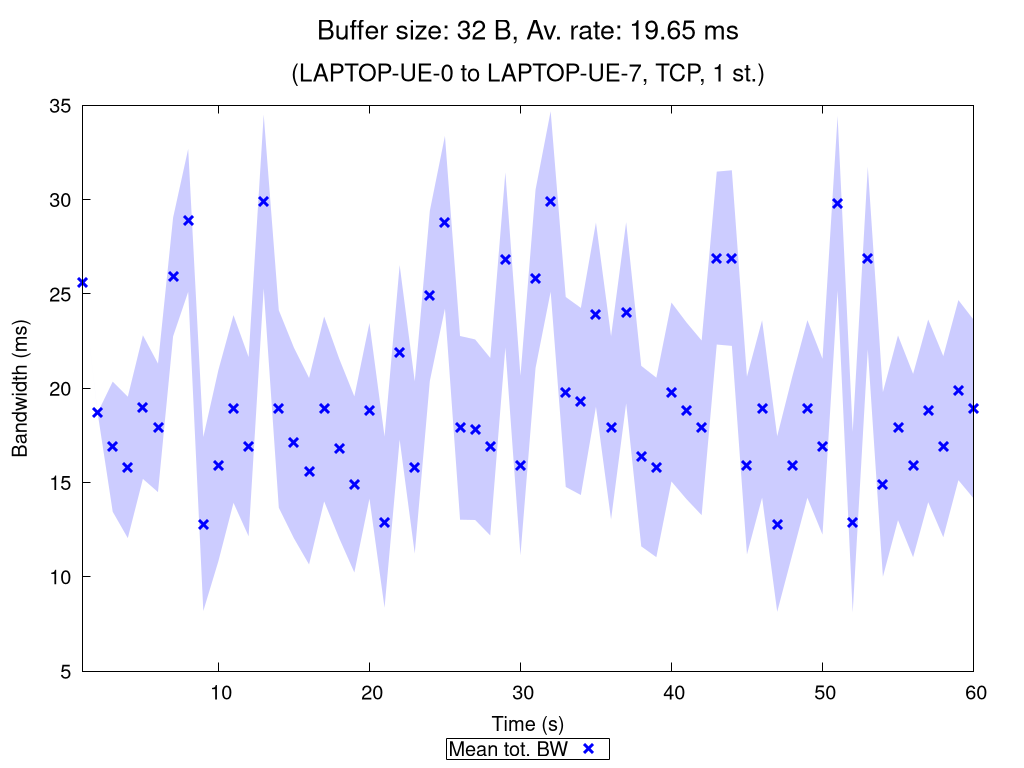 Buffer size: 32 B, Av. rate: 19.65 ms
(LAPTOP-UE-0 to LAPTOP-UE-7, TCP, 1 st.)
35
30
25
20
15
10
5
Bandwidth (ms)
10 20 30 40 50 60
Time (s)
Mean tot. BW